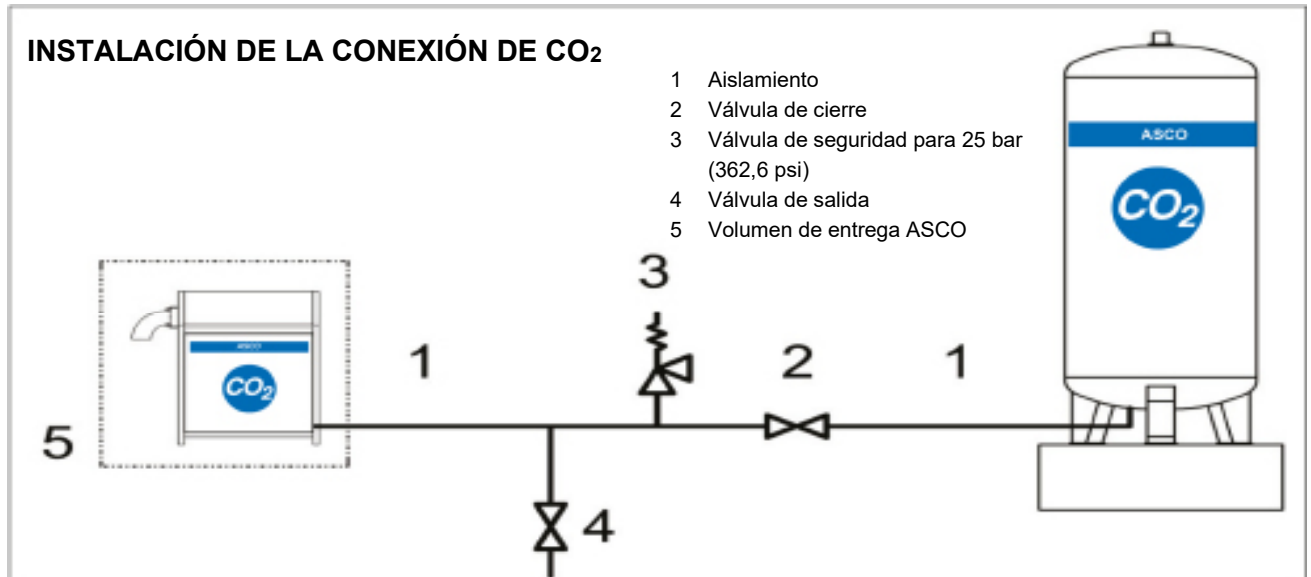 INSTALACIÓN DE LA CONEXIÓN DE CO2
1 Aislamiento
2 Válvula de cierre
3 Válvula de seguridad para 25 bar
(362,6 psi)
4 Válvula de salida
5 Volumen de entrega ASCO
ASCO
CO2
3
ASCO
CO2
1
2
1
5
4